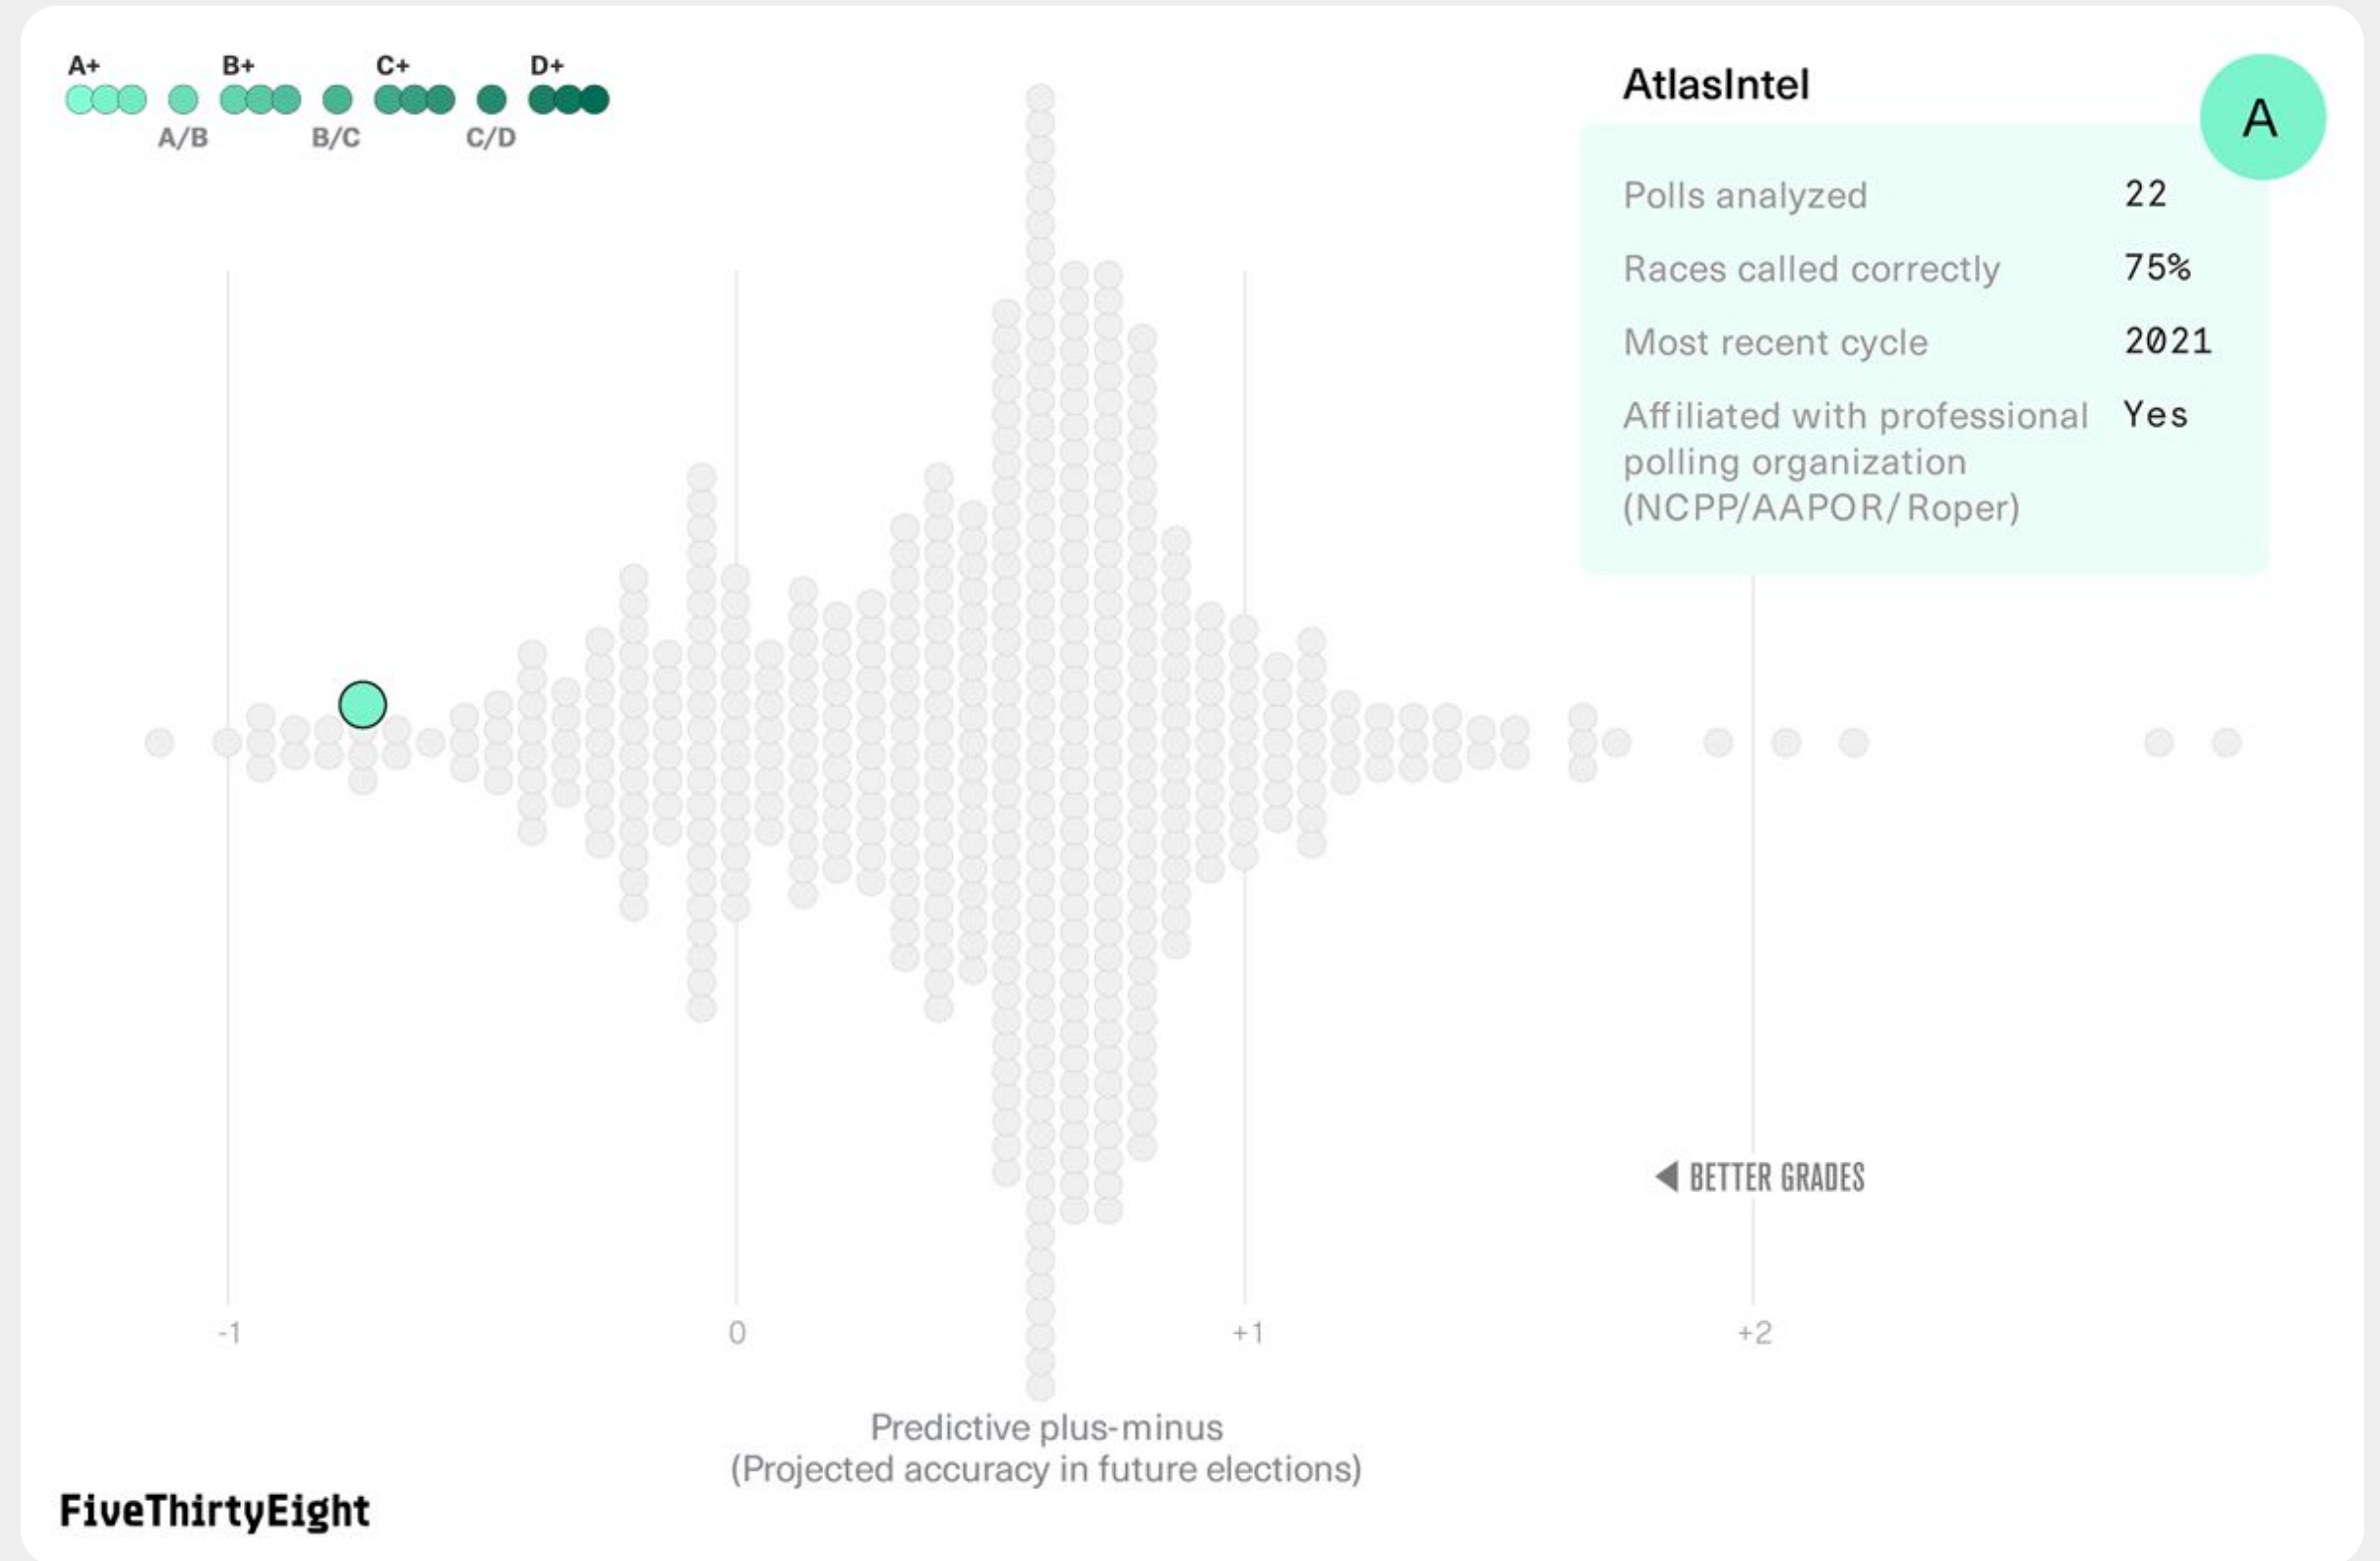 A+ B+ C+ D+
A/B B/C C/D
AtlasIntel
A
Polls analyzed 22
Races called correctly 75%
Most recent cycle 2021
Affiliated with professional Yes
polling organization
(NCPP/AAPOR/Roper)
BETTER GRADES
-1 0 +1 +2
Predictive plus-minus
(Projected accuracy in future elections)
FiveThirtyEight